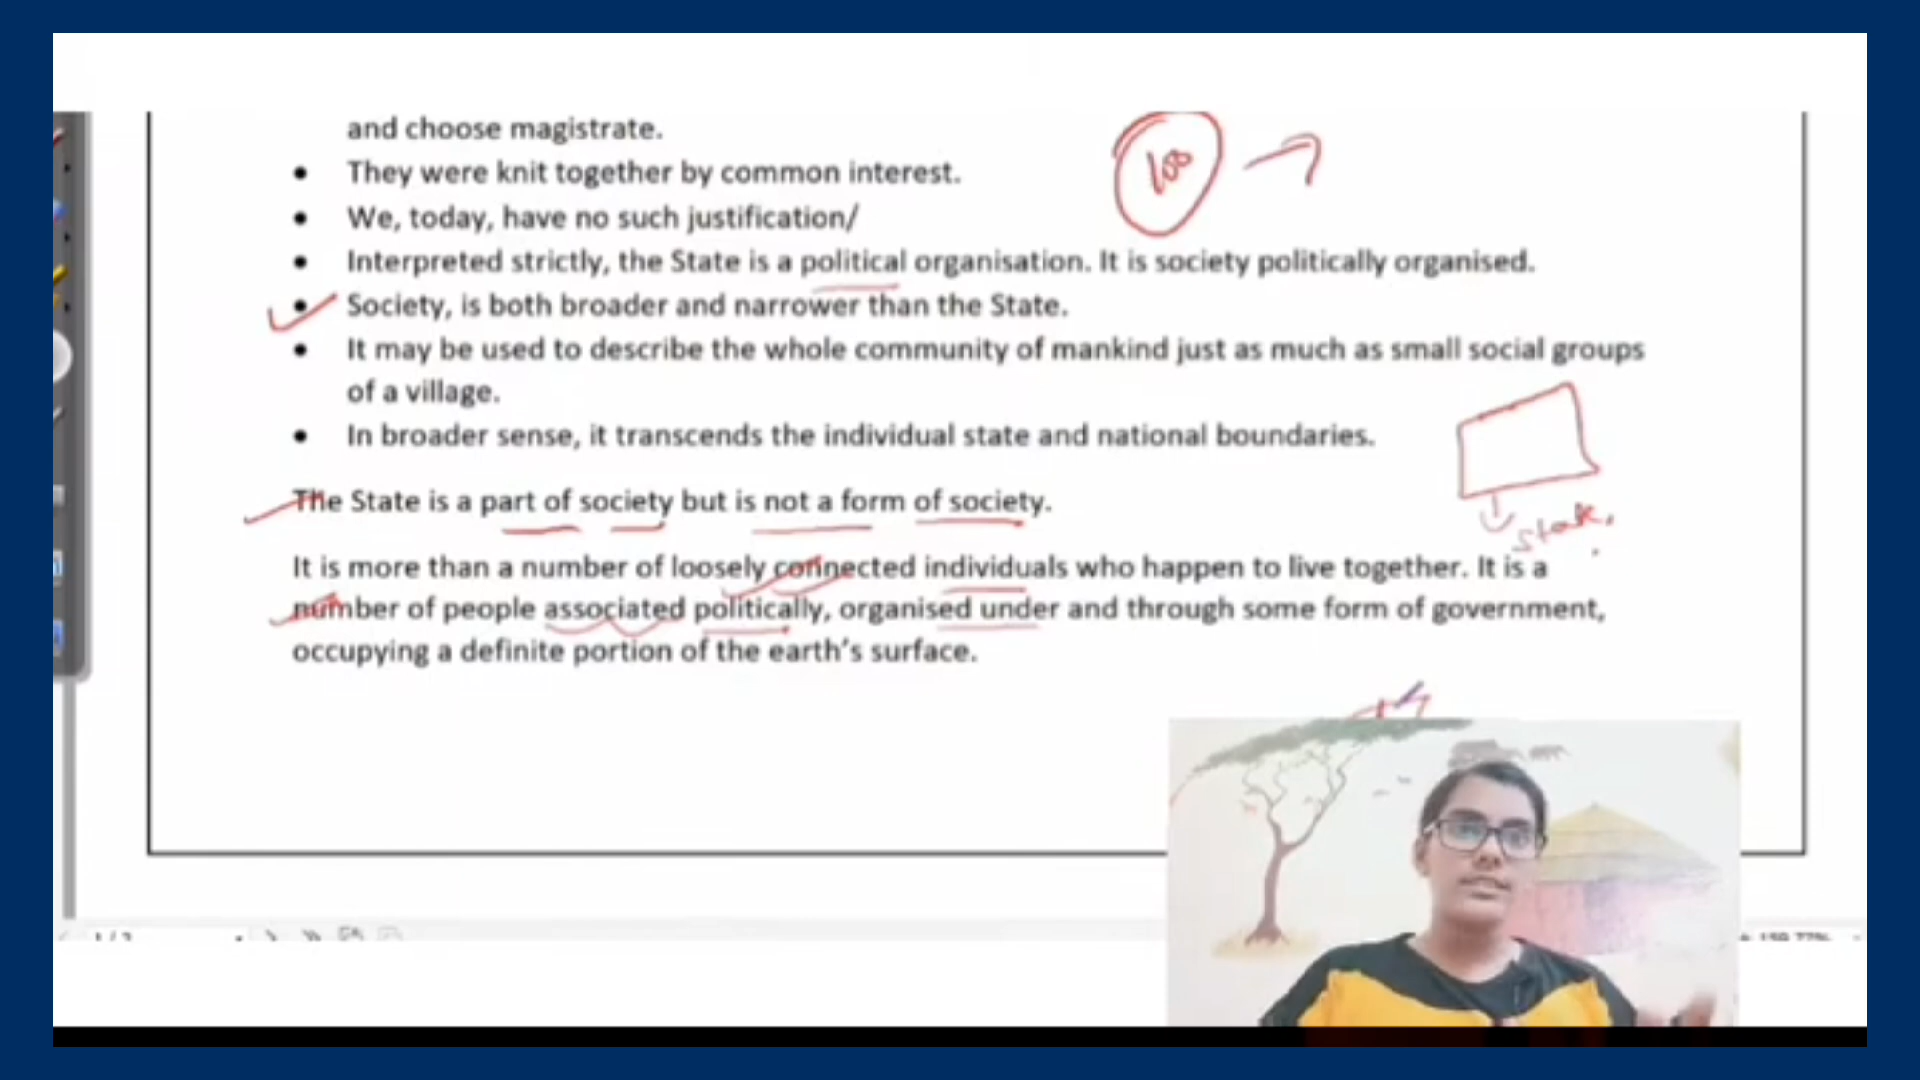 and choose magistrate.
• They were knit together by common interest.
100
• We, today, have no such justification/
• Interpreted strictly, the State is a political organisation. It is society politically organised.
• Society, is both broader and narrower than the State.
• It may be used to describe the whole community of mankind just as much as small social groups
of a village.
• In broader sense, it transcends the individual state and national boundaries.
The State is a part of society but is not a form of society.
State.
It is more than a number of loosely connected individuals who happen to live together. It is a
number of people associated politically, organised under and through some form of government,
occupying a definite portion of the earth's surface.